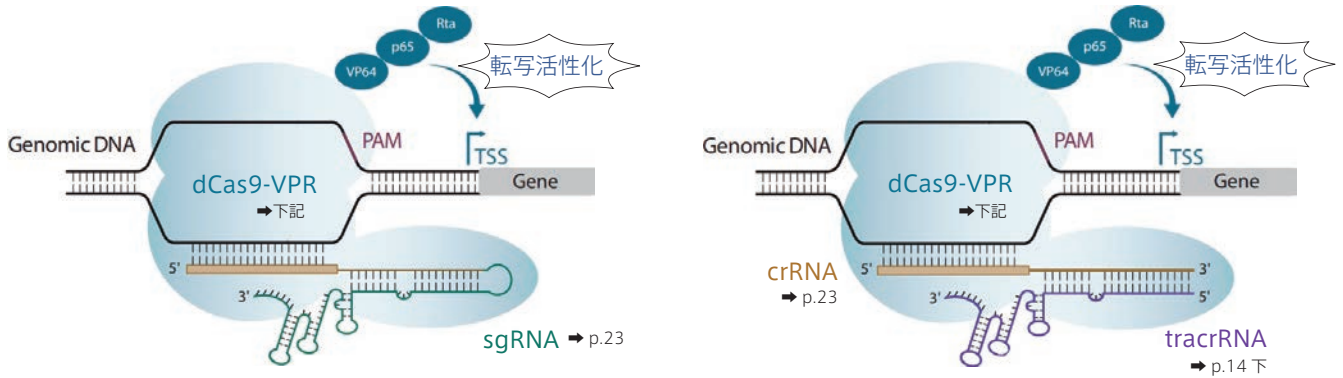 Rta
p65
VP64
転写活性化
Genomic DNA
PAM
TSS
Gene
dCas9-VPR
➡下記
5'
3'
sgRNA ➡ p.23
Rta
p65
VP64
転写活性化
Genomic DNA
PAM
TSS
Gene
dCas9-VPR
➡下記
crRNA
➡ p.23
5'
3'
3'
5'
tracrRNA
➡ p.14 下